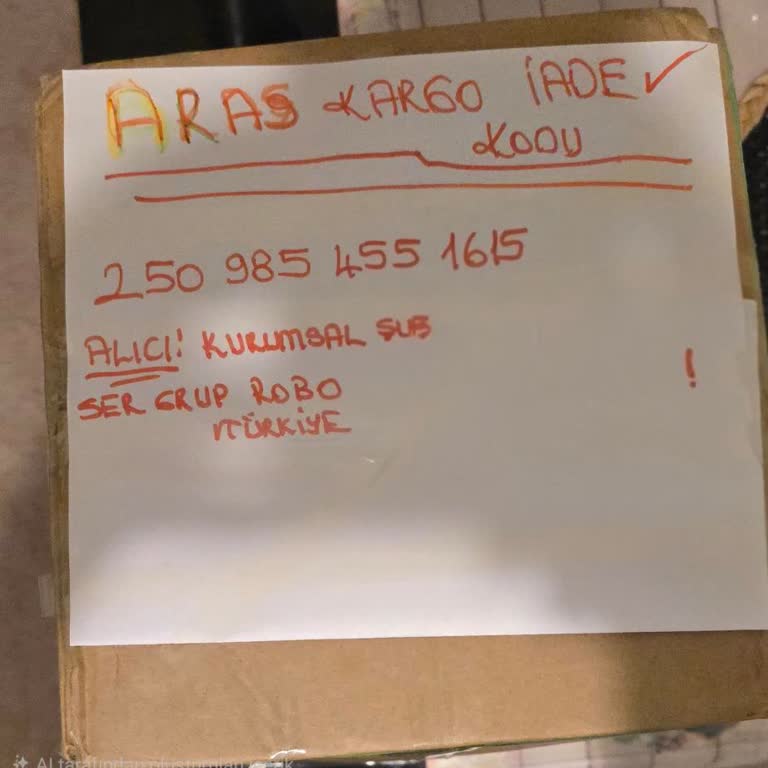 ARAS KARGO İADE ✓
KODU
250 985 455 1615
ALICI: KURUMSAL ŞUB
!
SER GRUP ROBO
TÜRKİYE